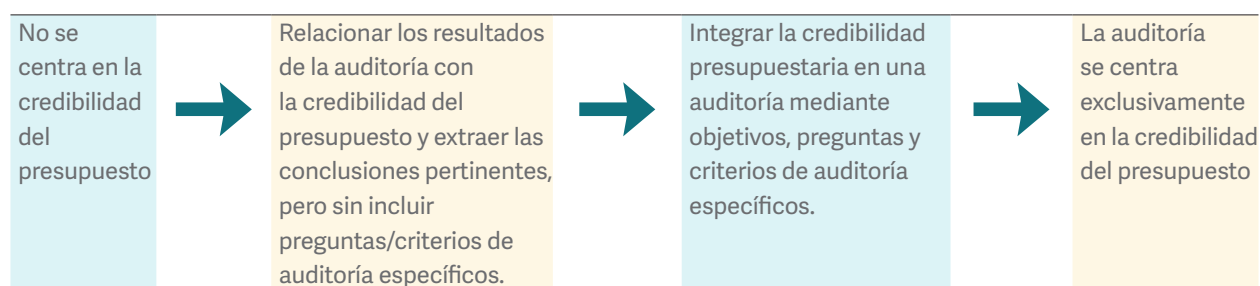 No se
centra en la
credibilidad
del
presupuesto
Relacionar los resultados
de la auditoría con
la credibilidad del
presupuesto y extraer las
conclusiones pertinentes,
pero sin incluir
preguntas/criterios de
auditoría específicos.
Integrar la credibilidad
presupuestaria en una
auditoría mediante
objetivos, preguntas y
criterios de auditoría
específicos.
La auditoría
se centra
exclusivamente
en la credibilidad
del presupuesto